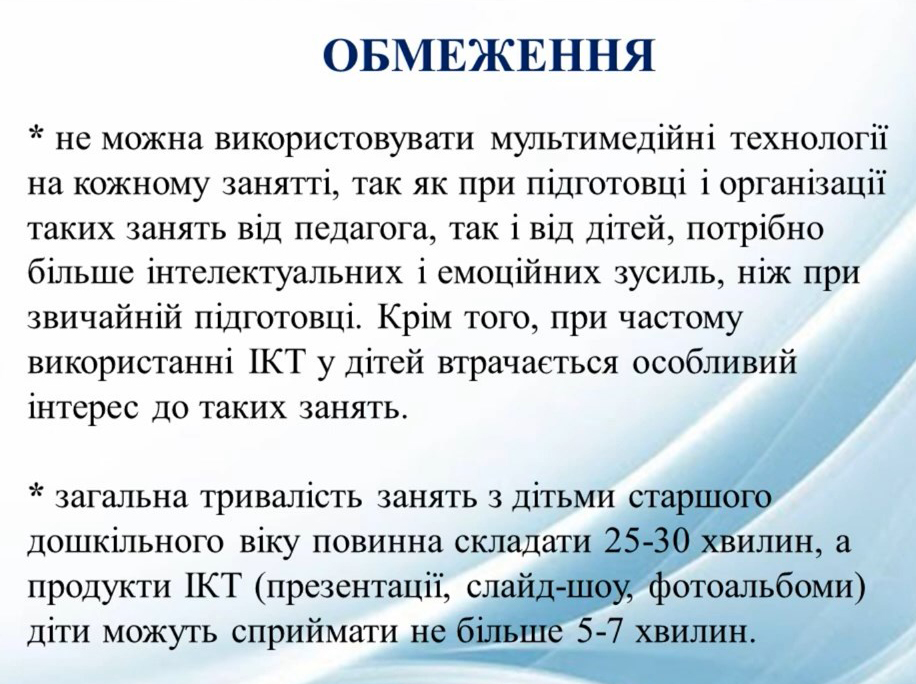 ОБМЕЖЕННЯ
* не можна використовувати мультимедійні технології
на кожному занятті, так як при підготовці і організації
таких занять від педагога, так і від дітей, потрібно
більше інтелектуальних і емоційних зусиль, ніж при
звичайній підготовці. Крім того, при частому
використанні ІКТ у дітей втрачається особливий
інтерес до таких занять.
* загальна тривалість занять з дітьми старшого
дошкільного віку повинна складати 25-30 хвилин, а
продукти ІКТ (презентації, слайд-шоу, фотоальбоми)
діти можуть сприймати не більше 5-7 хвилин.